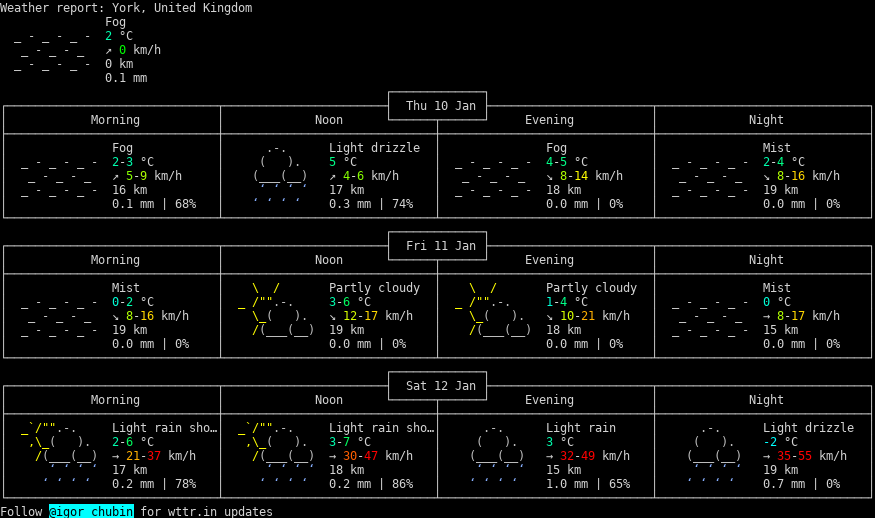 Weather report: York, United Kingdom
Fog
2 °C
↗ 0 km/h
0 km
0.1 mm
Thu 10 Jan
Morning Noon Evening Night
Fog Light drizzle Fog Mist
2-3 °C 5 °C 4-5 °C 2-4 °C
↗ 5-9 km/h ↗ 4-6 km/h ↘ 8-14 km/h ↘ 8-16 km/h
16 km 17 km 18 km 19 km
0.1 mm | 68% 0.3 mm | 74% 0.0 mm | 0% 0.0 mm | 0%
Fri 11 Jan
Morning Noon Evening Night
Mist Partly cloudy Partly cloudy Mist
0-2 °C 3-6 °C 1-4 °C 0 °C
↘ 8-16 km/h ↘ 12-17 km/h ↘ 10-21 km/h → 8-17 km/h
19 km 19 km 18 km 15 km
0.0 mm | 0% 0.0 mm | 0% 0.0 mm | 0% 0.0 mm | 0%
Sat 12 Jan
Morning Noon Evening Night
Light rain sho… Light rain sho… Light rain Light drizzle
2-6 °C 3-7 °C 3 °C -2 °C
→ 21-37 km/h → 30-47 km/h → 32-49 km/h → 35-55 km/h
17 km 18 km 15 km 19 km
0.2 mm | 78% 0.2 mm | 86% 1.0 mm | 65% 0.7 mm | 0%
Follow @igor_chubin for wttr.in updates